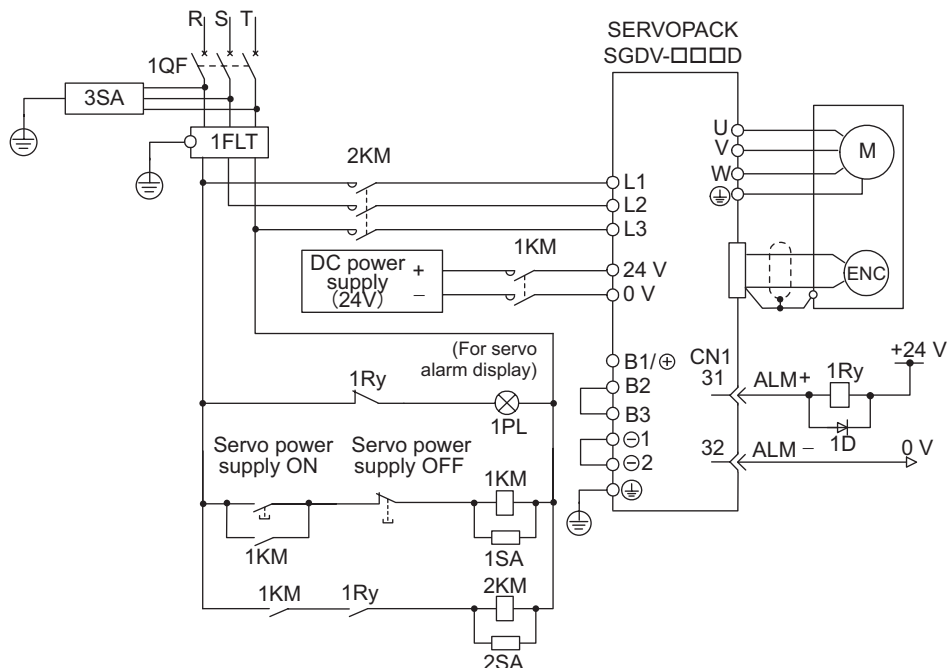 R S T
SERVOPACK
SGDV-□□□D
1QF
3SA
1FLT
2KM
U
V
W
M
L1
L2
L3
1KM
DC power
supply
(24V)
+
−
24 V
0 V
ENC
(For servo
alarm display)
B1/⊕
CN1
+24 V
1Ry
31
ALM+
1Ry
B2
1PL
B3
1D
Servo power
supply ON
Servo power
supply OFF
⊖1
32
ALM −
0 V
⊖2
1KM
1KM
1SA
1KM
1Ry
2KM
2SA